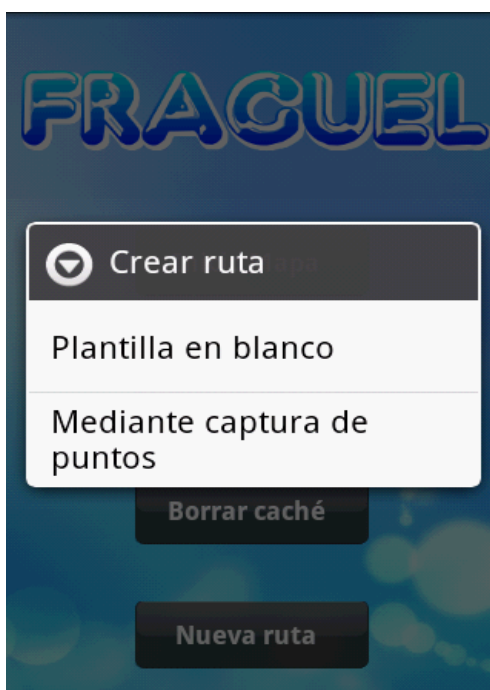 FRAGUEL
Crear ruta
Plantilla en blanco
Mediante captura de
puntos
Borrar caché
Nueva ruta